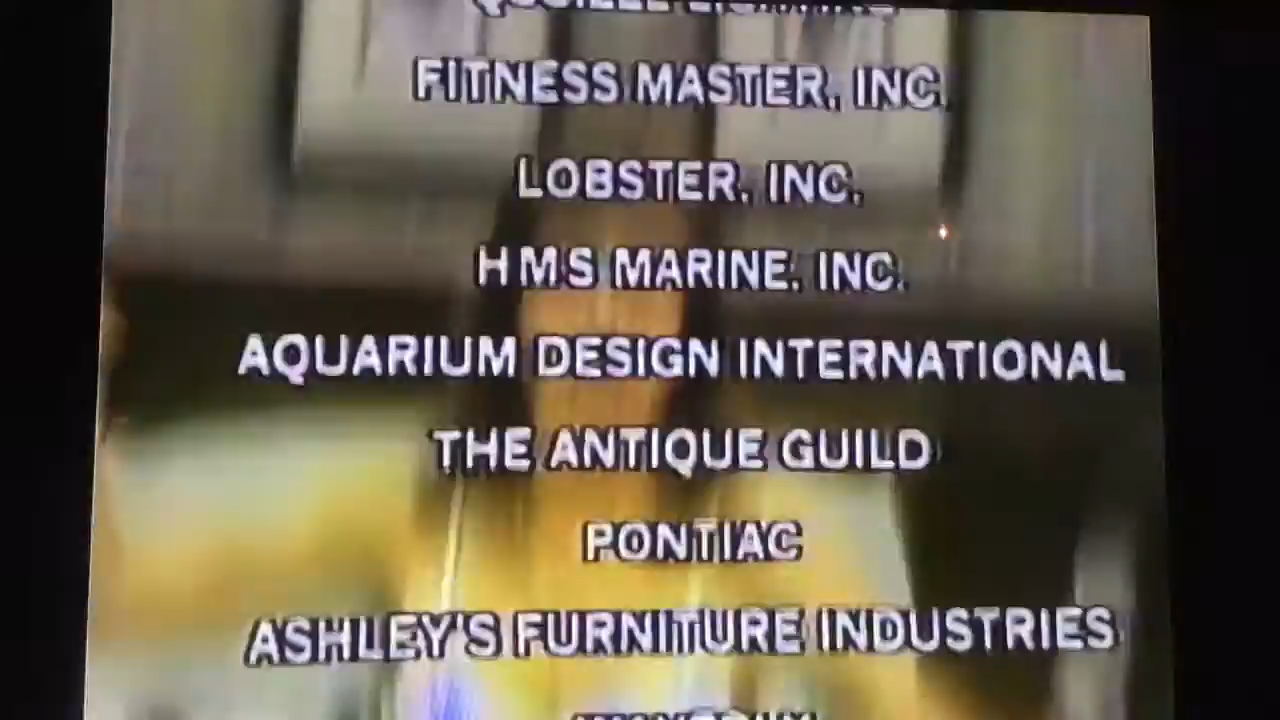 FITNESS MASTER, INC.
LOBSTER, INC.
HMS MARINE, INC.
AQUARIUM DESIGN INTERNATIONAL
THE ANTIQUE GUILD
PONTIAC
ASHLEY'S FURNITURE INDUSTRIES